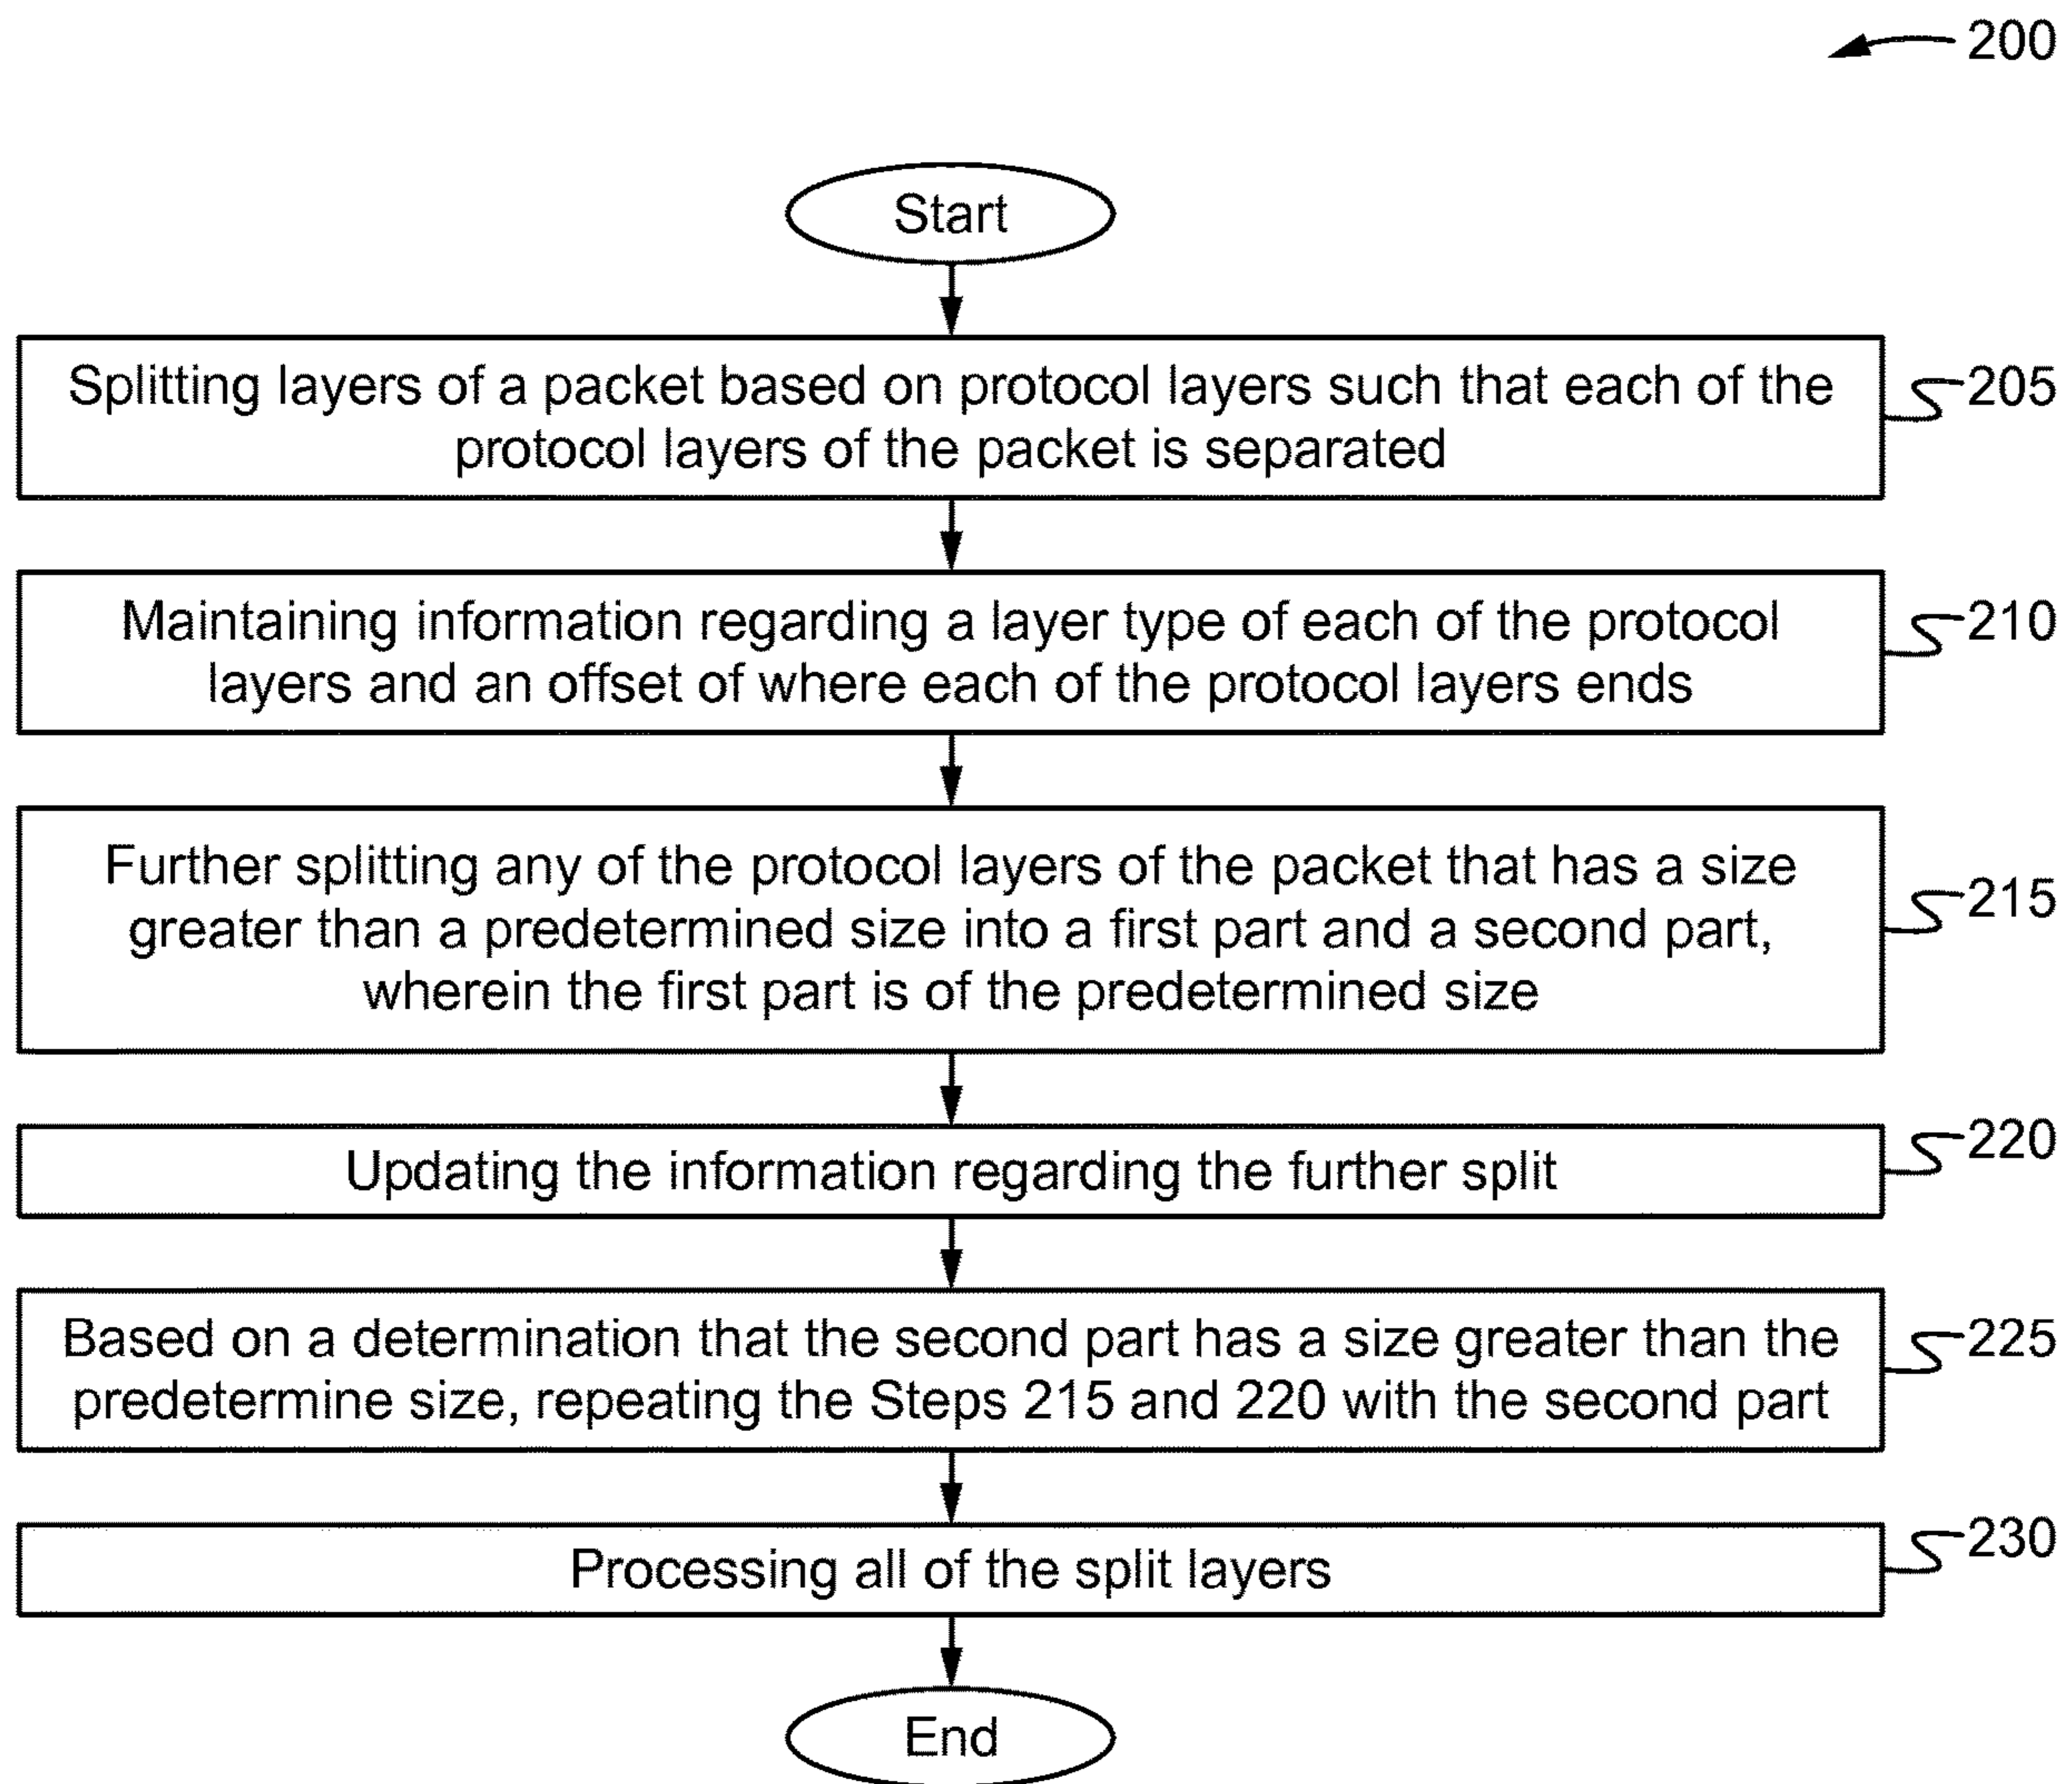 200
Start
Splitting layers of a packet based on protocol layers such that each of the
protocol layers of the packet is separated
205
Maintaining information regarding a layer type of each of the protocol
layers and an offset of where each of the protocol layers ends
210
Further splitting any of the protocol layers of the packet that has a size
greater than a predetermined size into a first part and a second part,
wherein the first part is of the predetermined size
215
Updating the information regarding the further split
220
Based on a determination that the second part has a size greater than the
predetermine size, repeating the Steps 215 and 220 with the second part
225
Processing all of the split layers
230
End